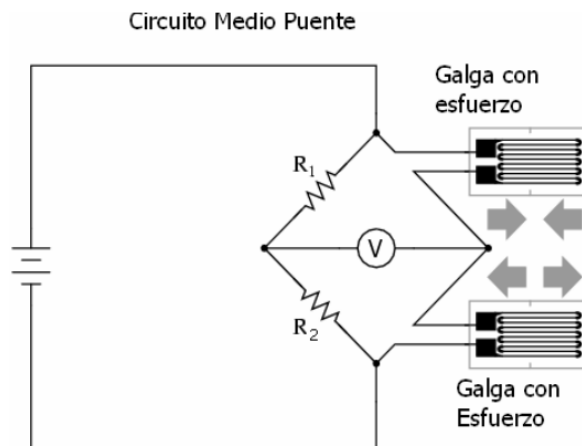 Circuito Medio Puente
Galga con
esfuerzo
R1
V
R2
Galga con
Esfuerzo